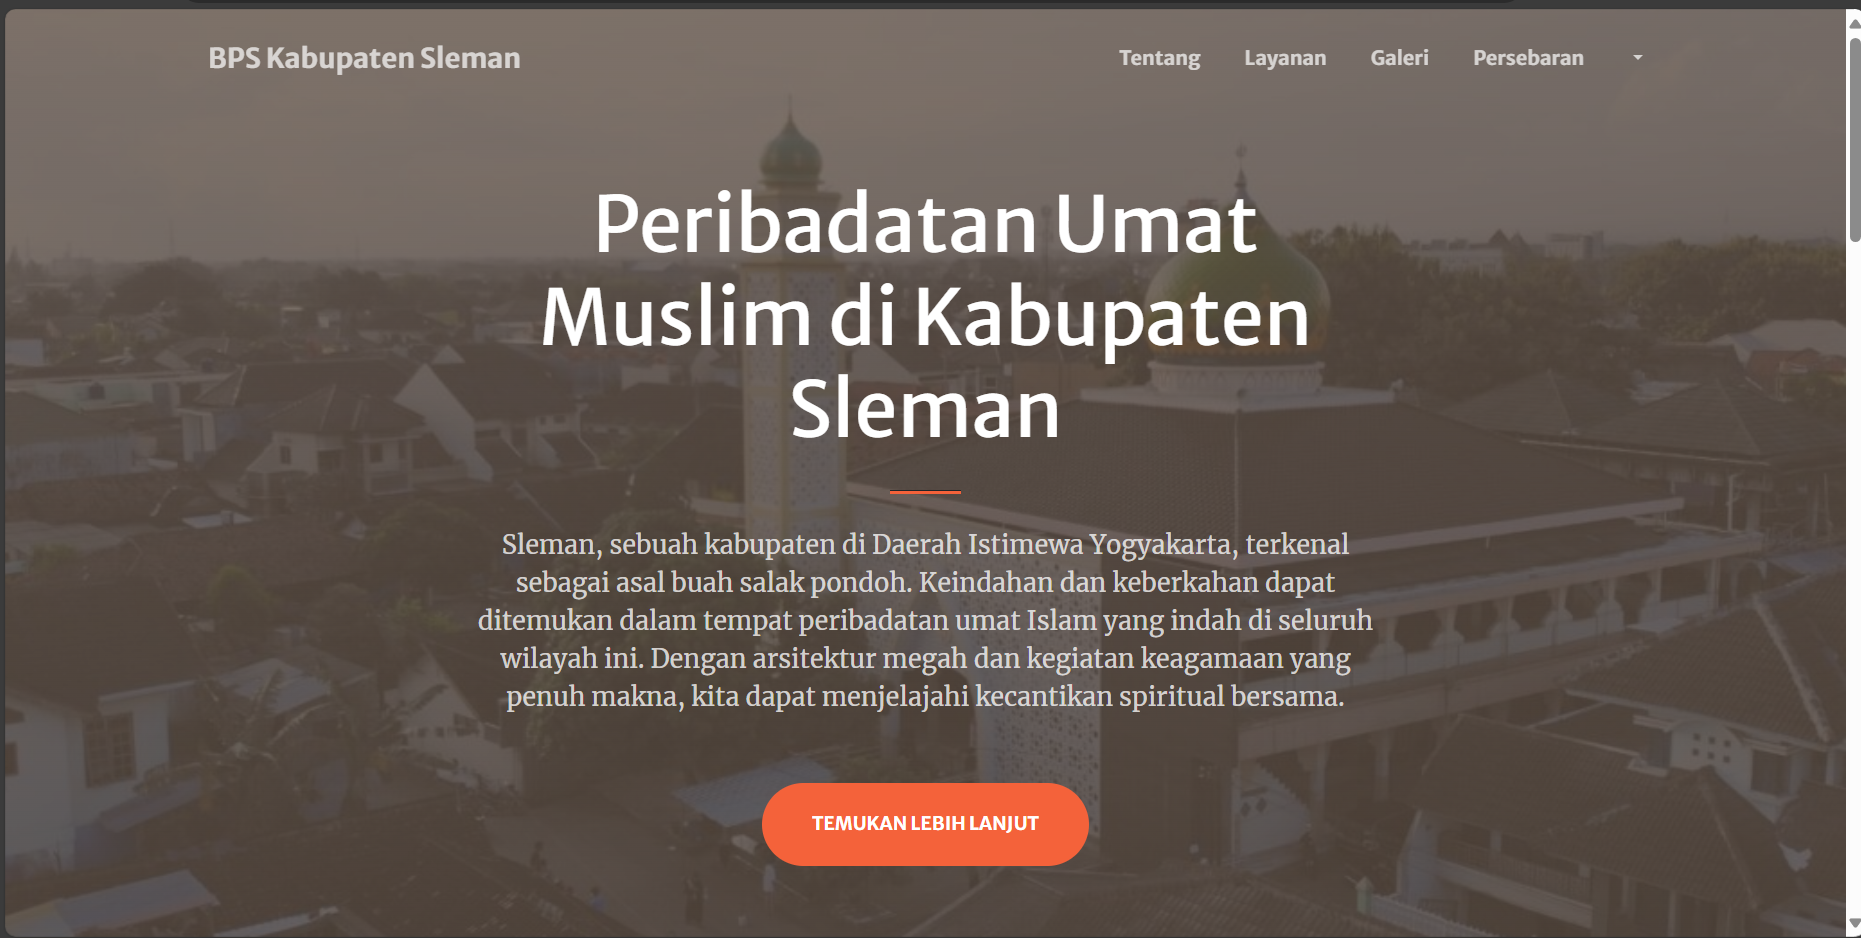 BPS Kabupaten Sleman
Tentang
Layanan
Galeri
Persebaran
Peribadatan Umat
Muslim di Kabupaten
Sleman
Sleman, sebuah kabupaten di Daerah Istimewa Yogyakarta, terkenal
sebagai asal buah salak pondoh. Keindahan dan keberkahan dapat
ditemukan dalam tempat peribadatan umat Islam yang indah di seluruh
wilayah ini. Dengan arsitektur megah dan kegiatan keagamaan yang
penuh makna, kita dapat menjelajahi kecantikan spiritual bersama.
TEMUKAN LEBIH LANJUT